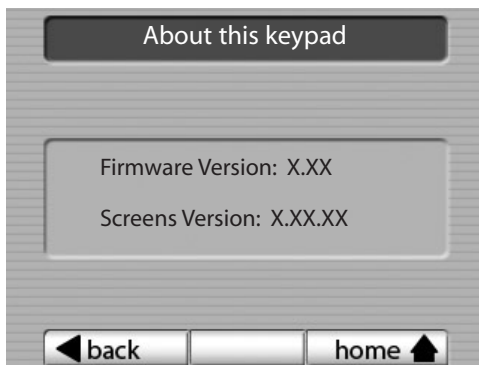 About this keypad
Firmware Version: X.XX
Screens Version: X.XX.XX
back home